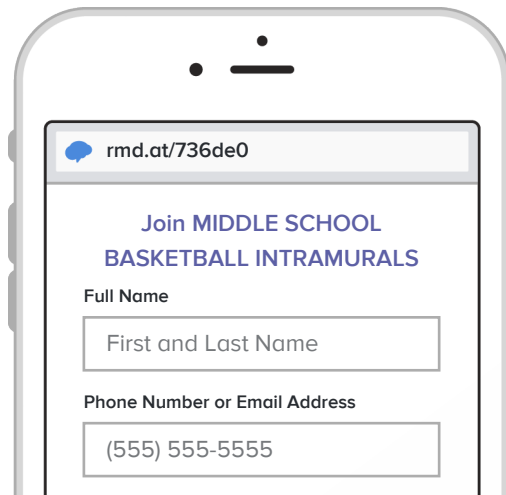 rmd.at/736de0
Join MIDDLE SCHOOL
BASKETBALL INTRAMURALS
Full Name
First and Last Name
Phone Number or Email Address
(555) 555-5555